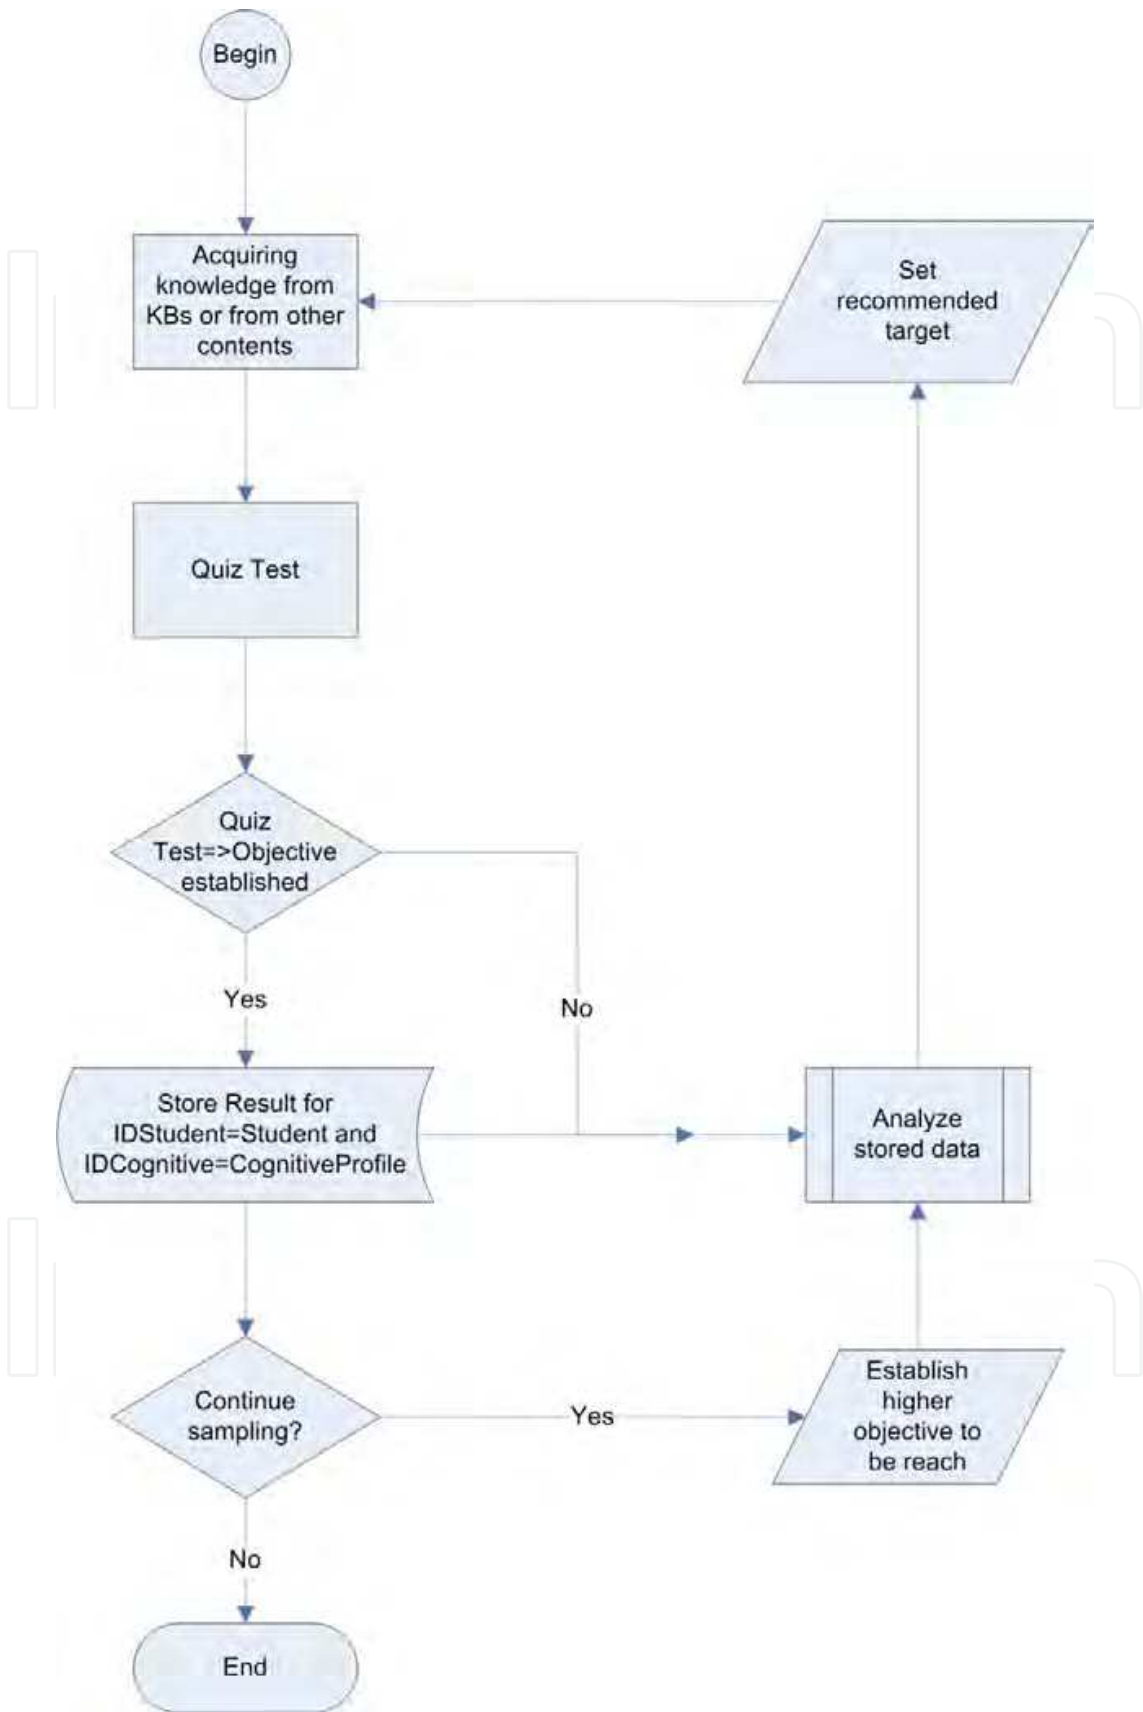 Begin
Acquiring
knowledge from
KBs or from other
contents
Set
recommended
target
Quiz Test
Quiz
Test=>Objective
established
Yes
No
Store Result for
IDStudent=Student and
IDCognitive=CognitiveProfile
Analyze
stored data
Continue
sampling?
Yes
Establish
higher
objective to
be reach
No
End